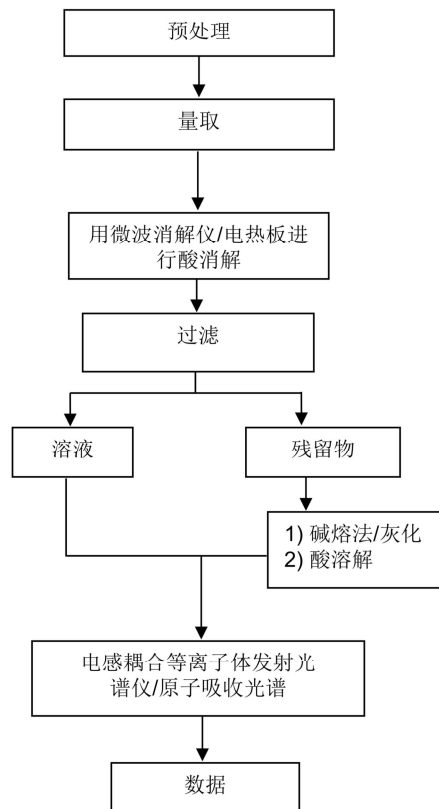 预处理
量取
用微波消解仪/电热板进
行酸消解
过滤
溶液
残留物
1) 碱熔法/灰化
2) 酸溶解
电感耦合等离子体发射光
谱仪/原子吸收光谱
数据